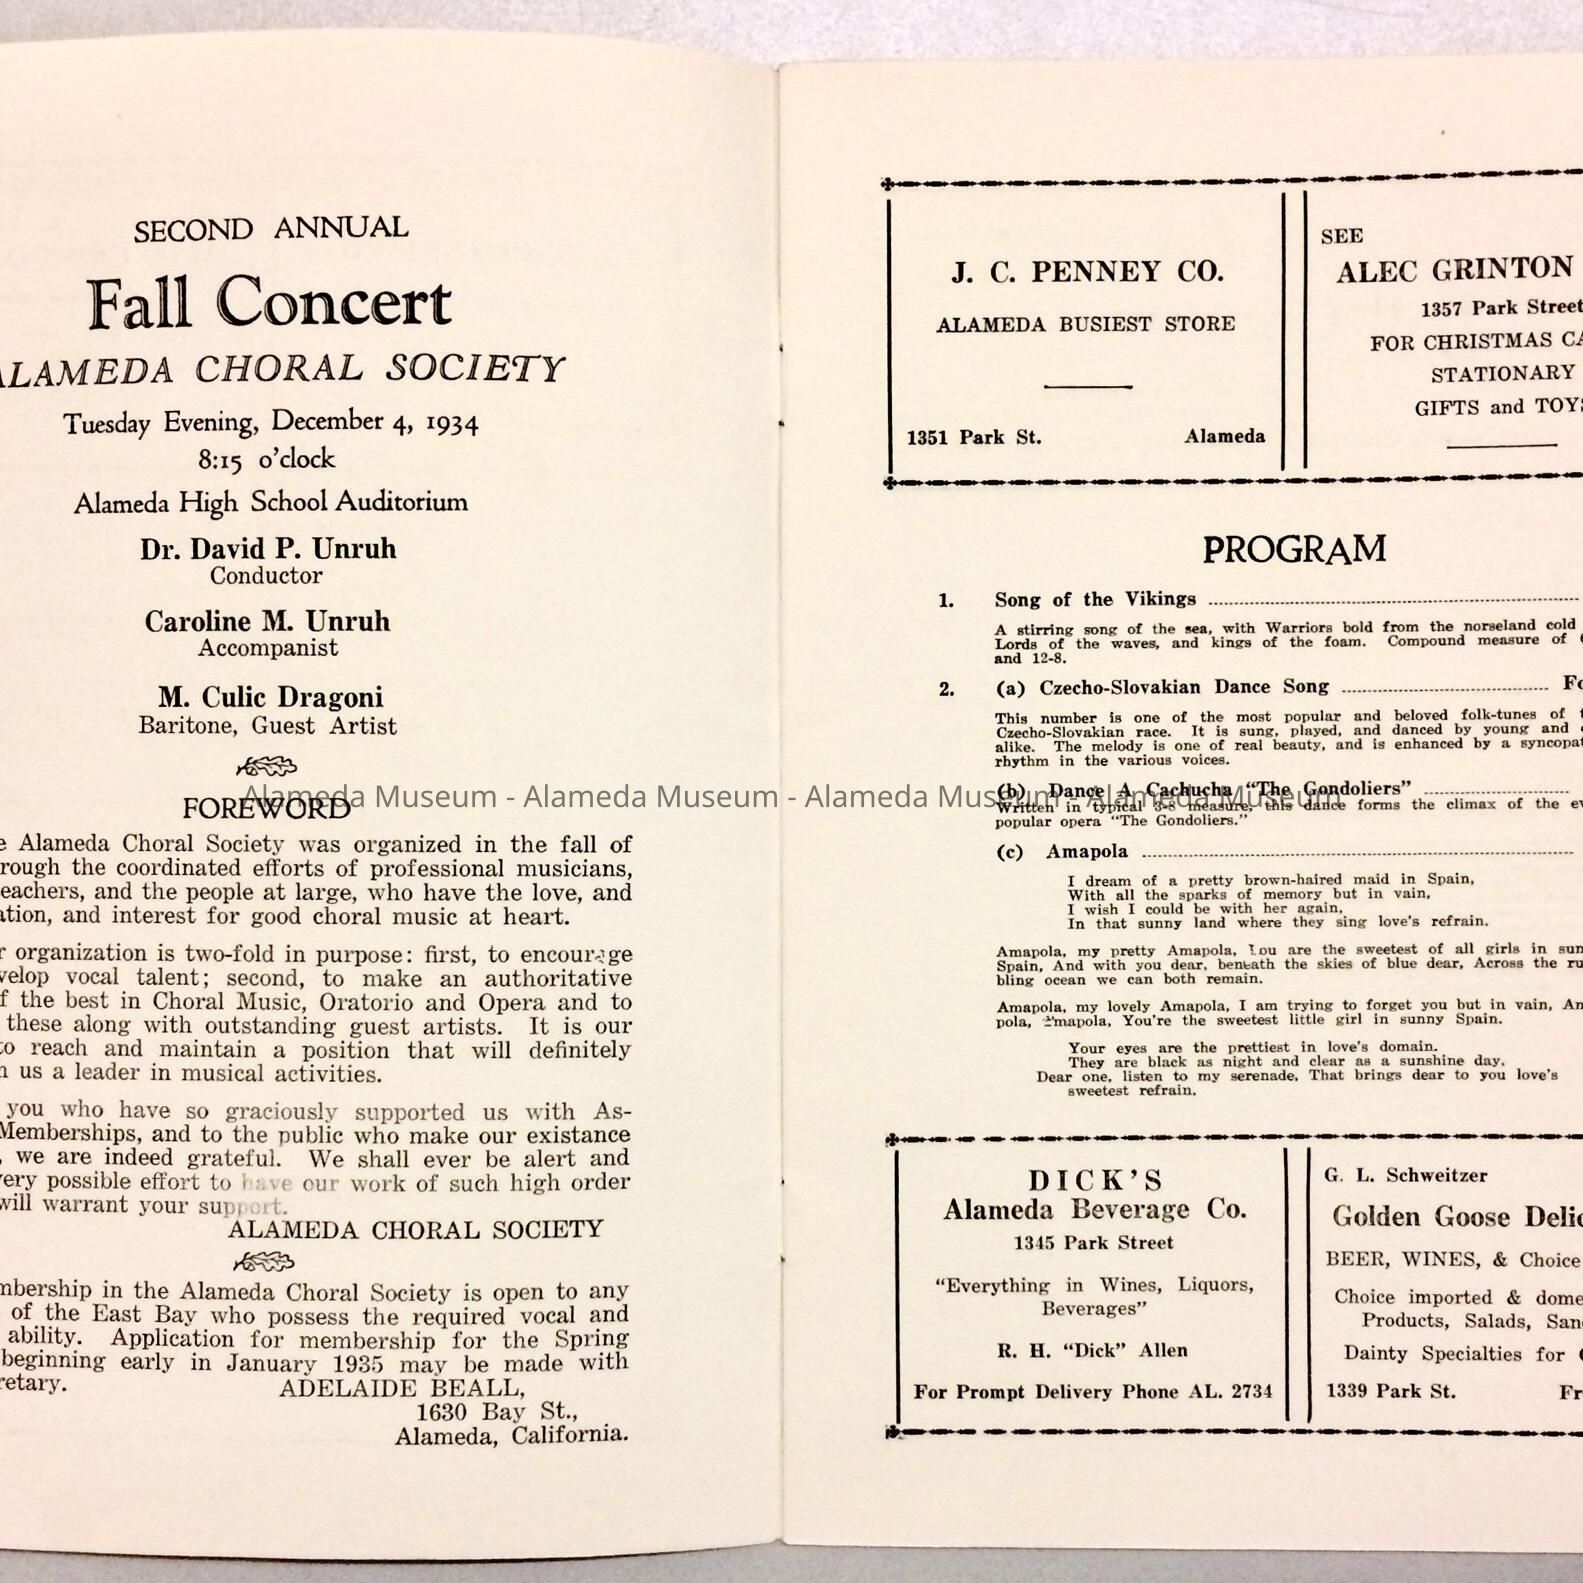 SECOND ANNUAL
Fall Concert
ALAMEDA CHORAL SOCIETY
Tuesday Evening, December 4, 1934
8:15 o'clock
Alameda High School Auditorium
Dr. David P. Unruh
Conductor
Caroline M. Unruh
Accompanist
M. Culic Dragoni
Baritone, Guest Artist
FOREWORD
Alameda Choral Society was organized in the fall of
the coordinated efforts of professional musicians,
and the people at large, who have the love, and
and interest for good choral music at heart.
organization is two-fold in purpose: first, to encourage
vocal talent; second, to make an authoritative
the best in Choral Music, Oratorio and Opera and to
these along with outstanding guest artists. It is our
to reach and maintain a position that will definitely
us a leader in musical activities.
you who have so graciously supported us with As-
Memberships, and to the public who make our existance
, we are indeed grateful. We shall ever be alert and
possible effort to have our work of such high order
will warrant your support.
ALAMEDA CHORAL SOCIETY
in the Alameda Choral Society is open to any
of the East Bay who possess the required vocal and
ability. Application for membership for the Spring
beginning early in January 1935 may be made with
retary.
ADELAIDE BEALL,
1630 Bay St.,
Alameda, California.
J. C. PENNEY CO.
ALAMEDA BUSIEST STORE
1351 Park St. Alameda
SEE
ALEC GRINTON
1357 Park Street
FOR CHRISTMAS
STATIONARY
GIFTS and TOYS
PROGRAM
1. Song of the Vikings
A stirring song of the sea, with Warriors bold from the norseland cold
Lords of the waves, and kings of the foam. Compound measure of
and 12-8.
2. (a) Czecho-Slovakian Dance Song
This number is one of the most popular and beloved folk-tunes of
Czecho-Slovakian race. It is sung, played, and danced by young and
alike. The melody is one of real beauty, and is enhanced by a syncopat
rhythm in the various voices.
(b) Dance A Cachucha "The Gondoliers"
Written in typical 3-8 measure, this dance forms the climax of the
popular opera "The Gondoliers."
(c) Amapola
I dream of a pretty brown-haired maid in Spain,
With all the sparks of memory but in vain,
I wish I could be with her again,
In that sunny land where they sing love's refrain.
Amapola, my pretty Amapola, You are the sweetest of all girls in sun
Spain, And with you dear, beneath the skies of blue dear, Across the ru
bling ocean we can both remain.
Amapola, my lovely Amapola, I am trying to forget you but in vain,
pola, Amapola, You're the sweetest little girl in sunny Spain.
Your eyes are the prettiest in love's domain.
They are black as night and clear as a sunshine day,
Dear one, listen to my serenade, That brings dear to you love's
sweetest refrain.
DICK'S
Alameda Beverage Co.
1345 Park Street
"Everything in Wines, Liquors,
Beverages"
R. H. "Dick" Allen
For Prompt Delivery Phone AL. 2734
G. L. Schweitzer
Golden Goose
BEER, WINES, & Choice
Choice imported & dome
Products, Salads,
Dainty Specialties for
1339 Park St.
Alameda Museum - Alameda Museum - Alameda Museum - Alameda Museum